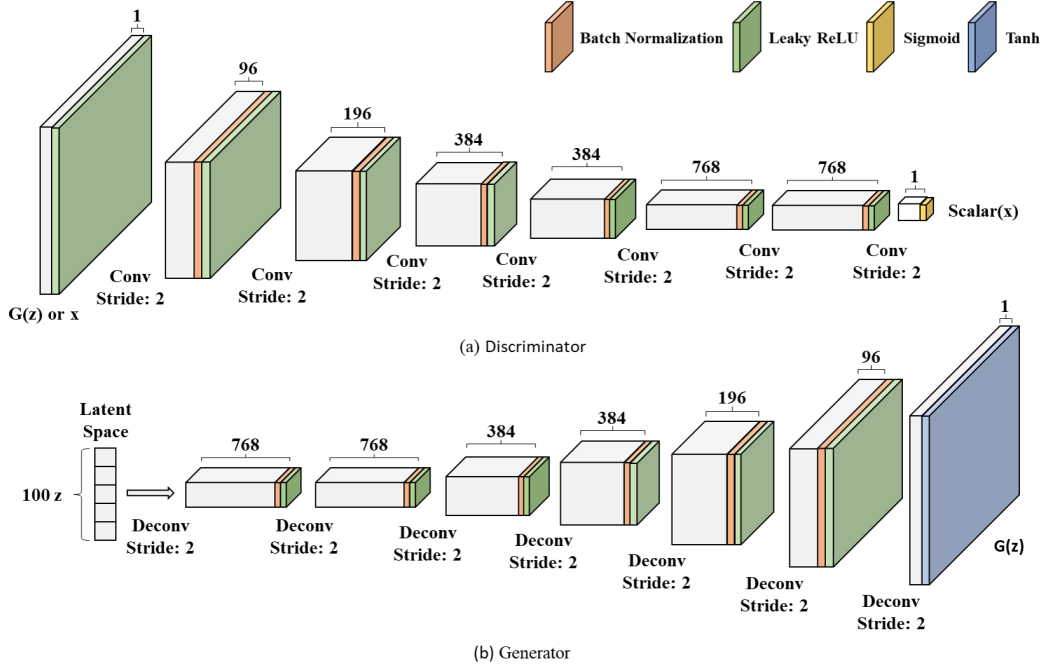 1
Batch Normalization Leaky ReLU Sigmoid Tanh
96
196
384
384
768
768
1
Scalar(x)
Conv
Stride: 2
Conv
Stride: 2
Conv
Stride: 2
Conv
Stride: 2
Conv
Stride: 2
Conv
Stride: 2
Conv
Stride: 2
G(z) or x
(a) Discriminator
Latent
Space
100 z
768
768
384
384
196
96
1
Deconv
Stride: 2
Deconv
Stride: 2
Deconv
Stride: 2
Deconv
Stride: 2
Deconv
Stride: 2
Deconv
Stride: 2
Deconv
Stride: 2
G(z)
(b) Generator